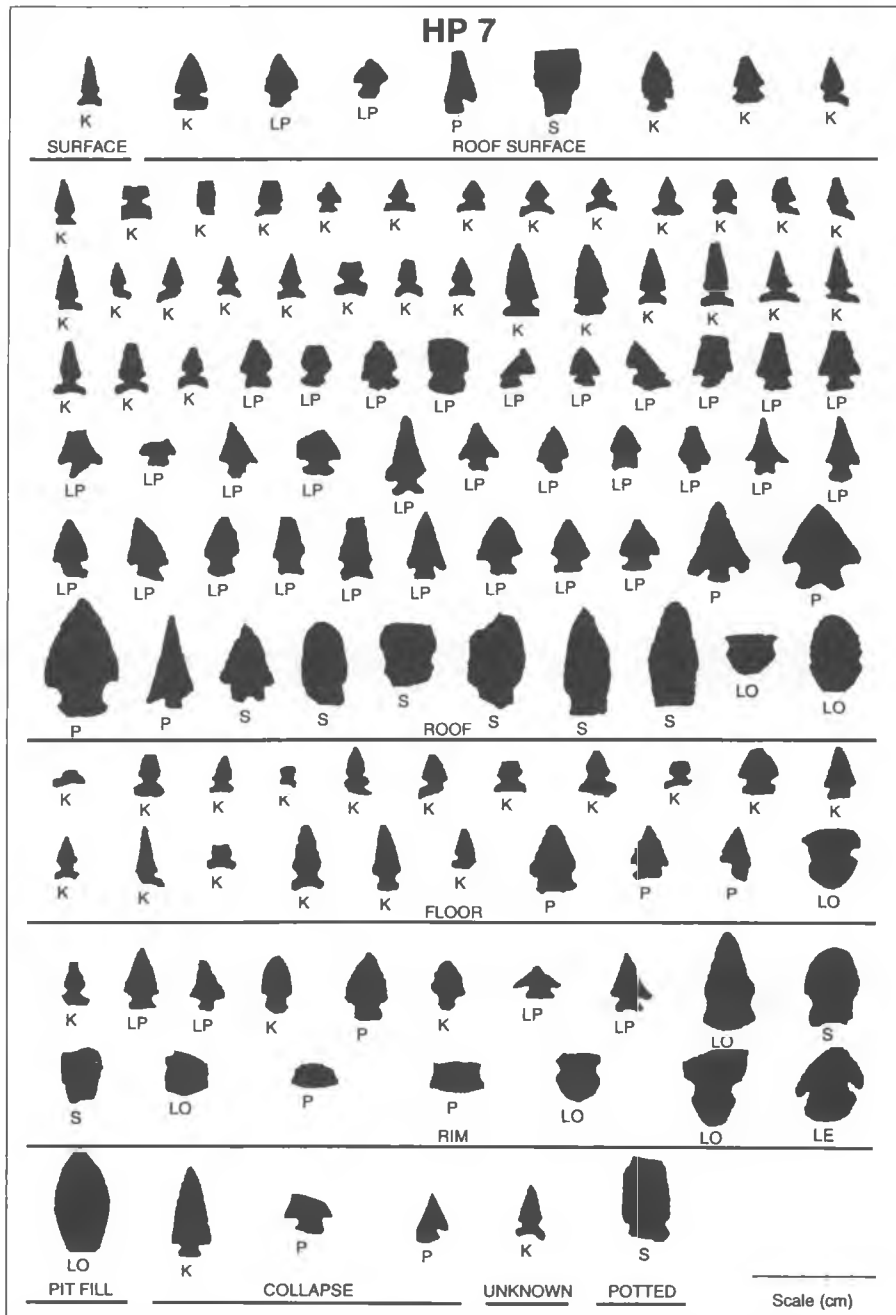 HP 7
K K LP LP P S K K K
SURFACE ROOF SURFACE
K K K K K K K K K K K K K
K K K K K K K K K K K K K K
K K K LP LP LP LP LP LP LP LP LP LP
LP LP LP LP LP LP LP LP LP LP LP
LP LP LP LP LP LP LP LP LP P P
P P S S S S S S LO LO
ROOF
K K K K K K K K K K K
K K K K K K P P P LO
FLOOR
K LP LP K P K LP LP LO S
S LO P P LO LO LE
RIM
LO K P P K S
PIT FILL COLLAPSE UNKNOWN POTTED
Scale (cm)